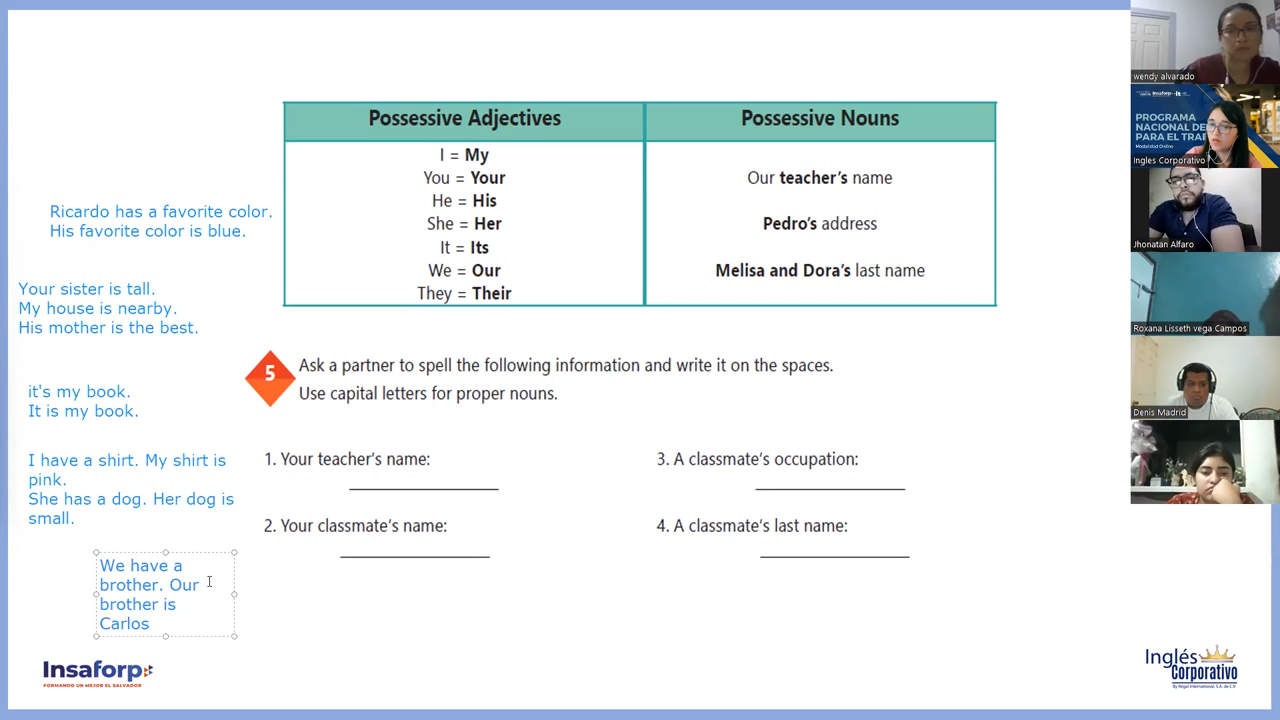 Possessive Adjectives
Possessive Nouns
I = My
You = Your
He = His
She = Her
It = Its
We = Our
They = Their
Our teacher's name
Pedro's address
Melisa and Dora's last name
Ricardo has a favorite color.
His favorite color is blue.
Your sister is tall.
My house is nearby.
His mother is the best.
it's my book.
It is my book.
I have a shirt. My shirt is
pink.
She has a dog. Her dog is
small.
We have a
brother. Our
brother is
Carlos
5
Ask a partner to spell the following information and write it on the spaces.
Use capital letters for proper nouns.
1. Your teacher's name:
2. Your classmate's name:
3. A classmate's occupation:
4. A classmate's last name:
Insaforp
FORMANDO UN MEJOR EL SALVADOR
Inglés
Corporativo
By Regal International, S.A. de C.V.
wendy alvarado
insaforp
PROGRAMA
NACIONAL DE
PARA EL TRA
Modalidad Online
Ingles Corporativo
Jhonatan Alfaro
Roxana Lisseth vega Campos
Denis Madrid